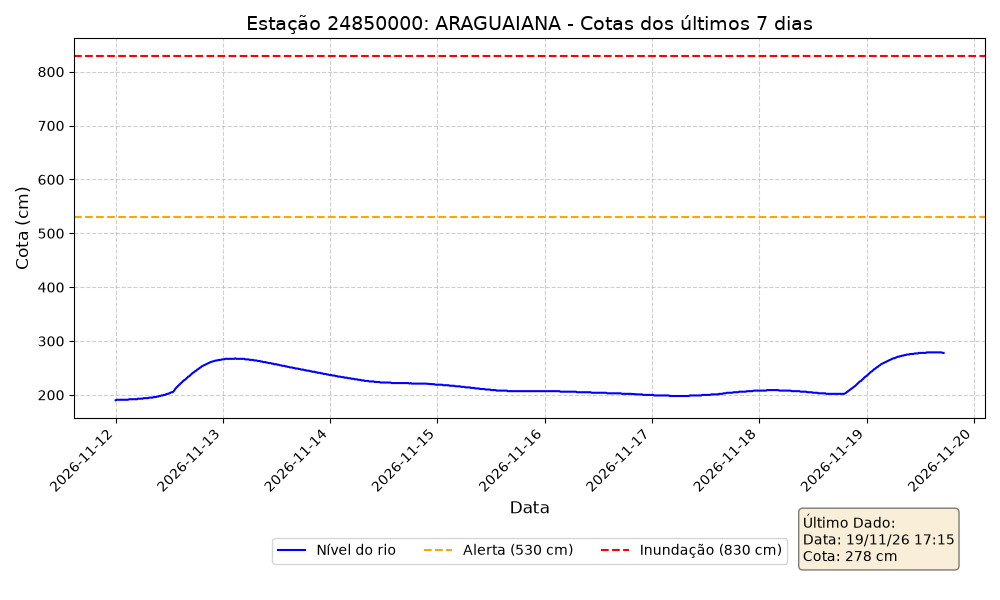 Estação 24850000: ARAGUAIANA - Cotas dos últimos 7 dias
Cota (cm)
800
700
600
500
400
300
200
2026-11-12
2026-11-13
2026-11-14
2026-11-15
2026-11-16
2026-11-17
2026-11-18
2026-11-19
2026-11-20
Data
Nível do rio
Alerta (530 cm)
Inundação (830 cm)
Último Dado:
Data: 19/11/26 17:15
Cota: 278 cm